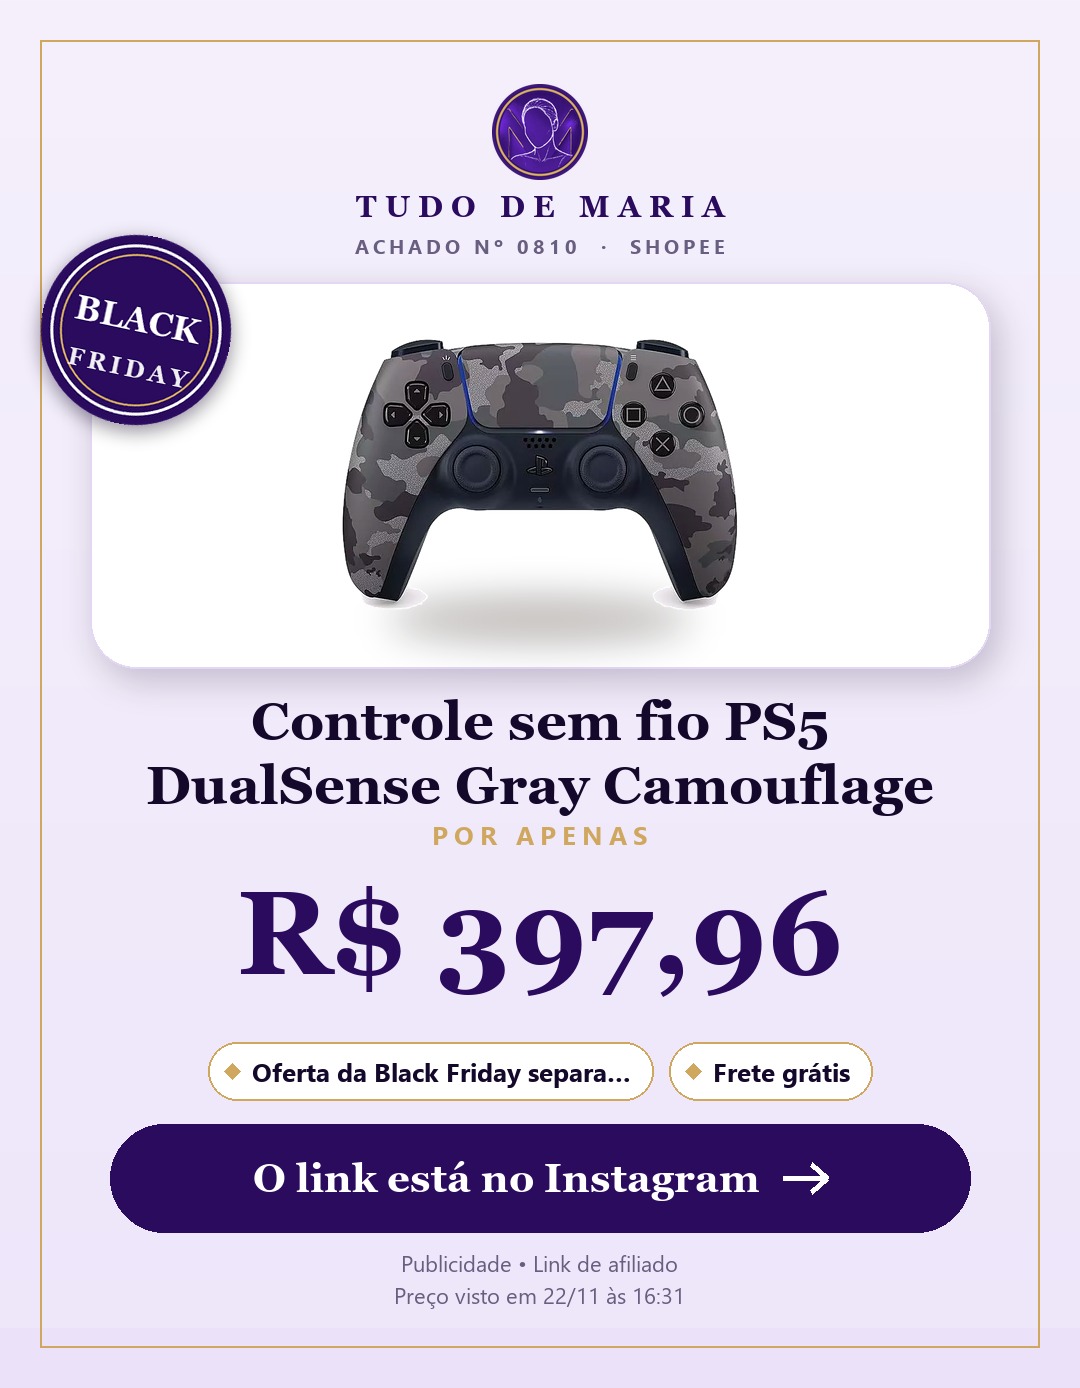 TUDO DE MARIA
ACHADO Nº 0810 · SHOPEE
BLACK
FRIDAY
Controle sem fio PS5
DualSense Gray Camouflage
POR APENAS
R$ 397,96
Oferta da Black Friday separa...
Frete grátis
O link está no Instagram →
Publicidade • Link de afiliado
Preço visto em 22/11 às 16:31